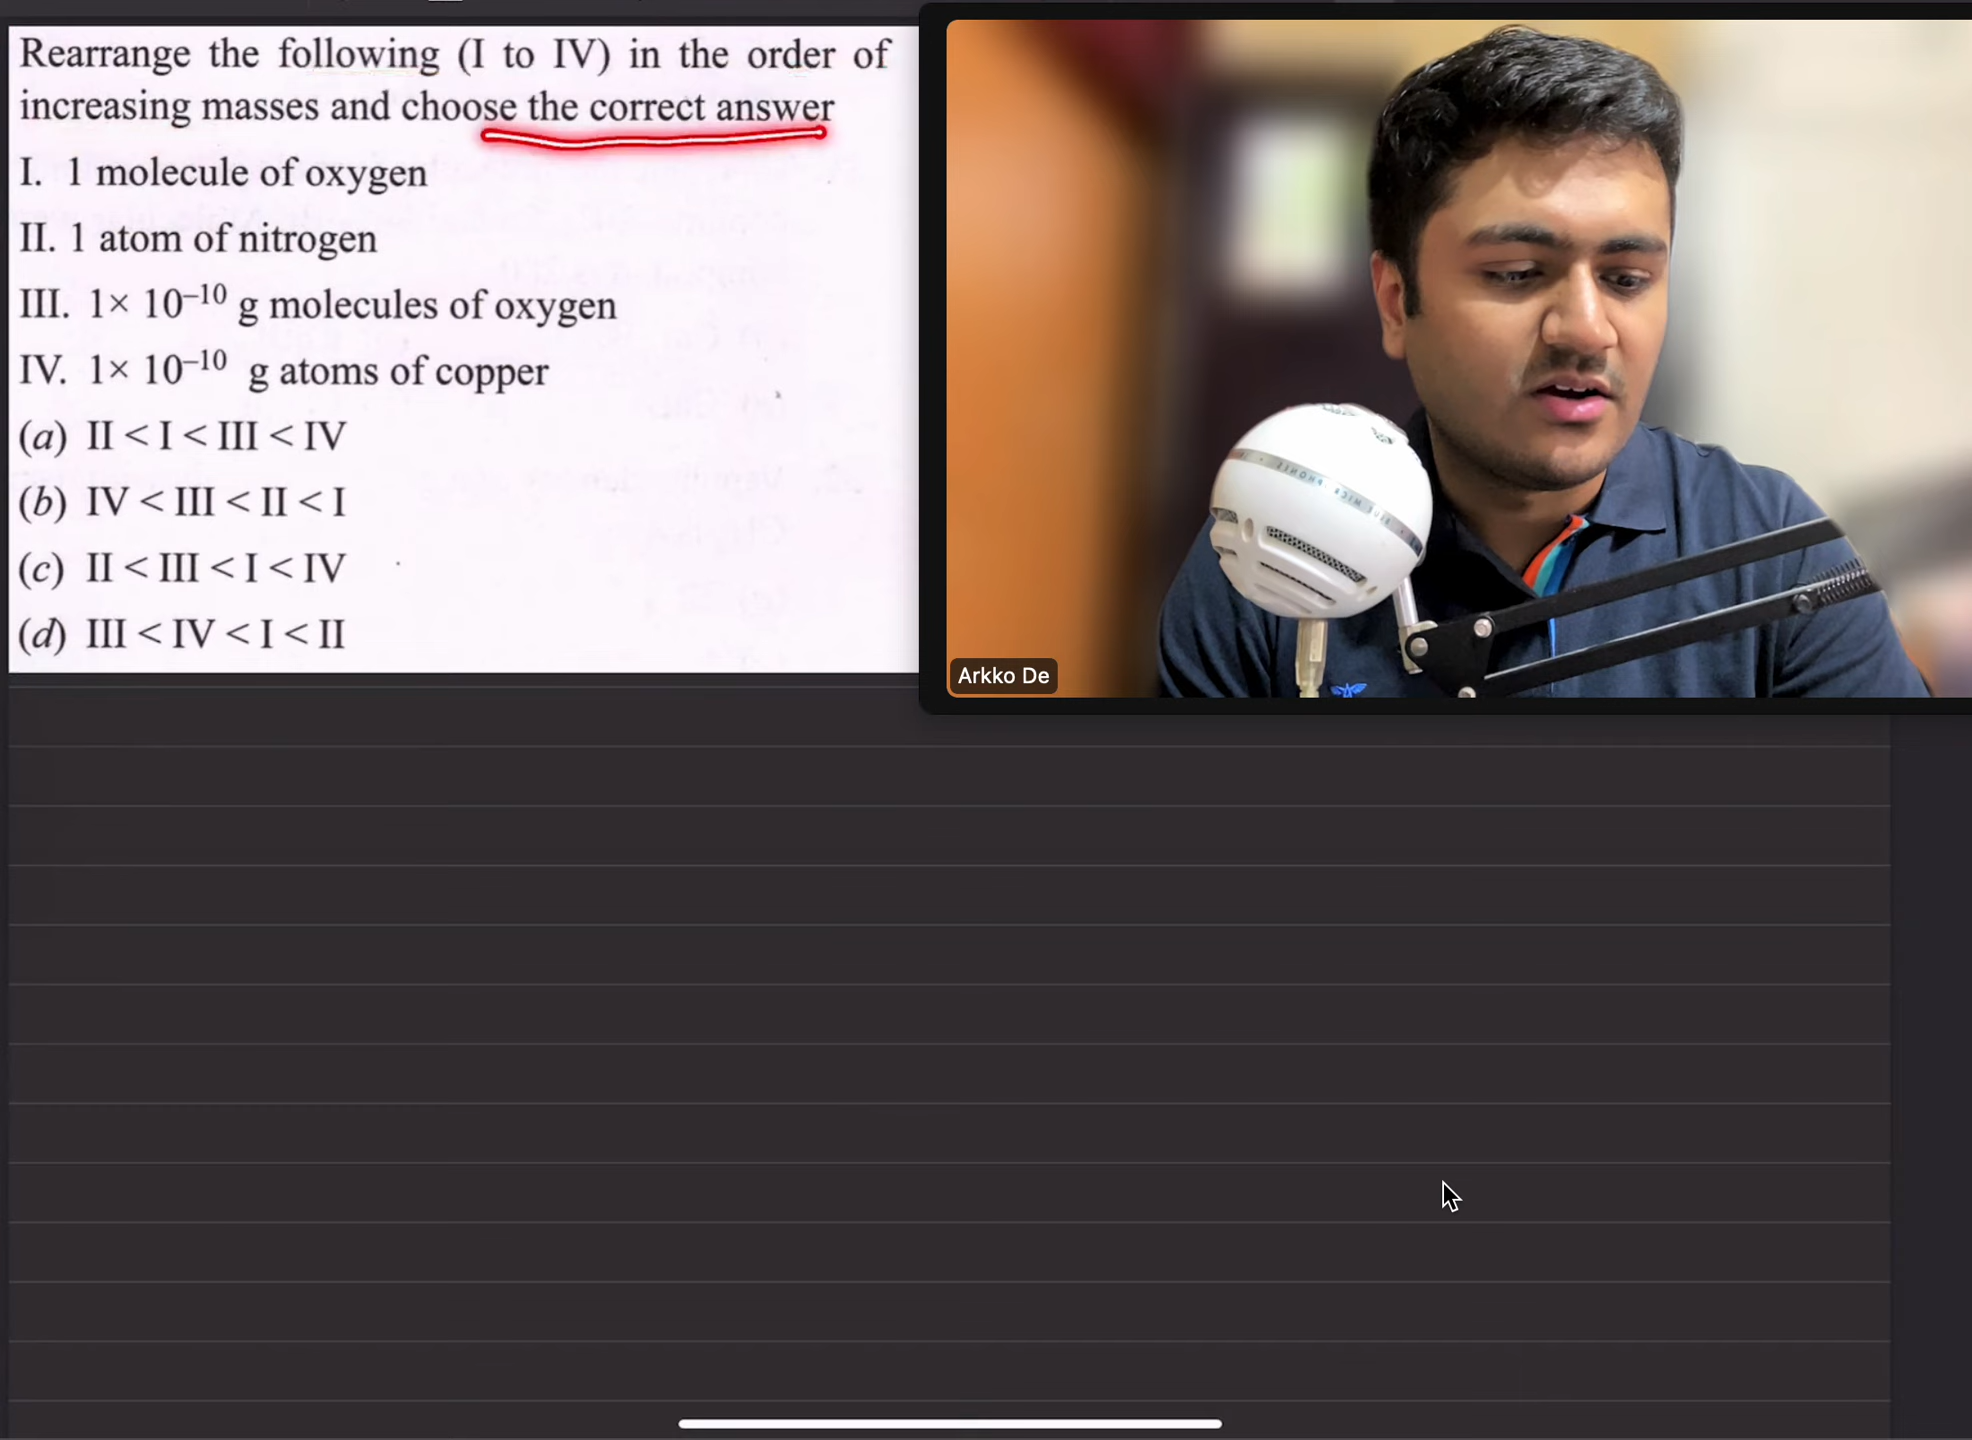 Rearrange the following (I to IV) in the order of
increasing masses and choose the correct answer
I. 1 molecule of oxygen
II. 1 atom of nitrogen
III. 1× 10⁻¹⁰ g molecules of oxygen
IV. 1× 10⁻¹⁰ g atoms of copper
(a) II < I < III < IV
(b) IV < III < II < I
(c) II < III < I < IV
(d) III < IV < I < II
Arkko De